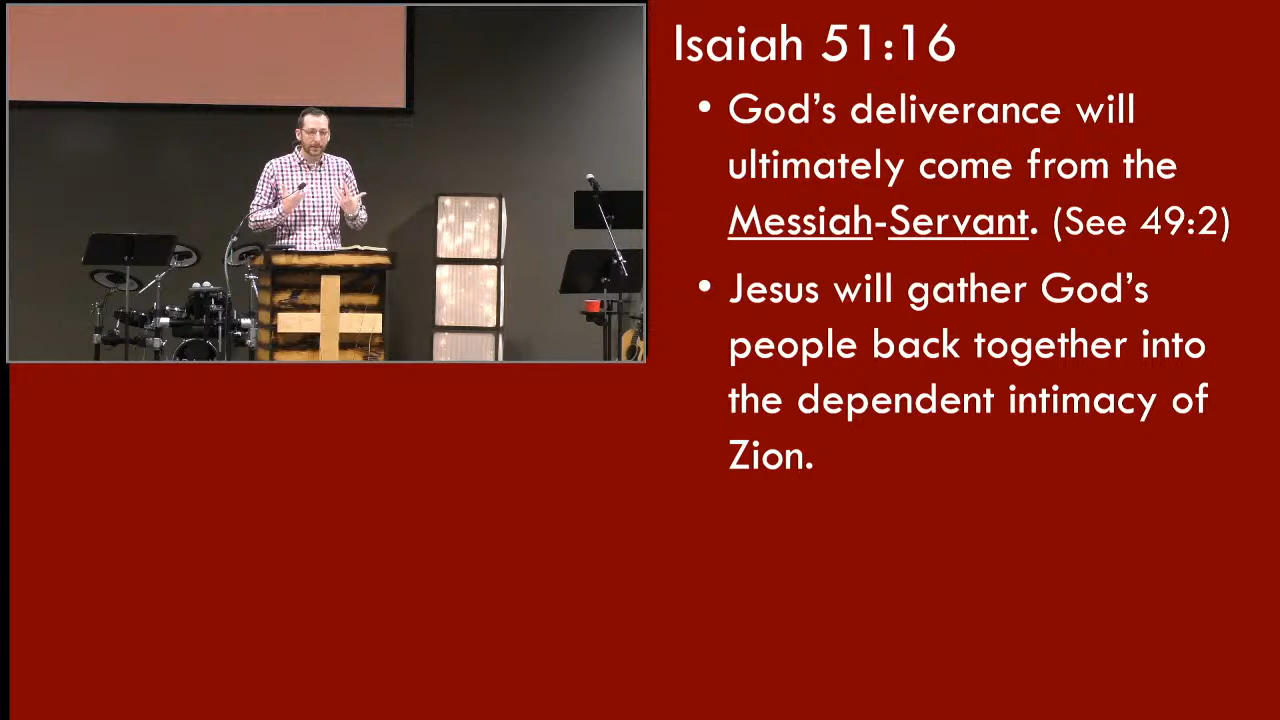 Isaiah 51:16
• God’s deliverance will
ultimately come from the
Messiah-Servant. (See 49:2)
• Jesus will gather God’s
people back together into
the dependent intimacy of
Zion.